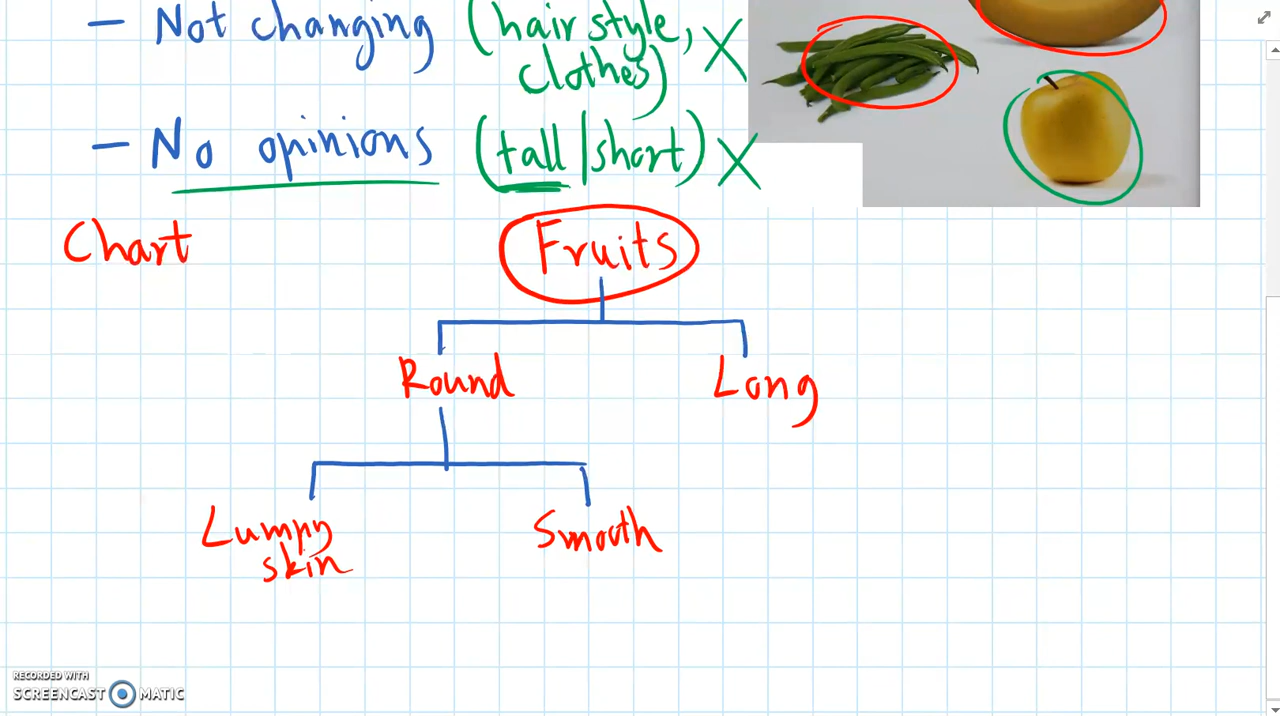 – Not changing (hair style,
clothes) X
– No opinions (tall/short) X
Chart
Fruits
Round Long
Lumpy
skin
Smooth
RECORDED WITH
SCREENCAST MATIC